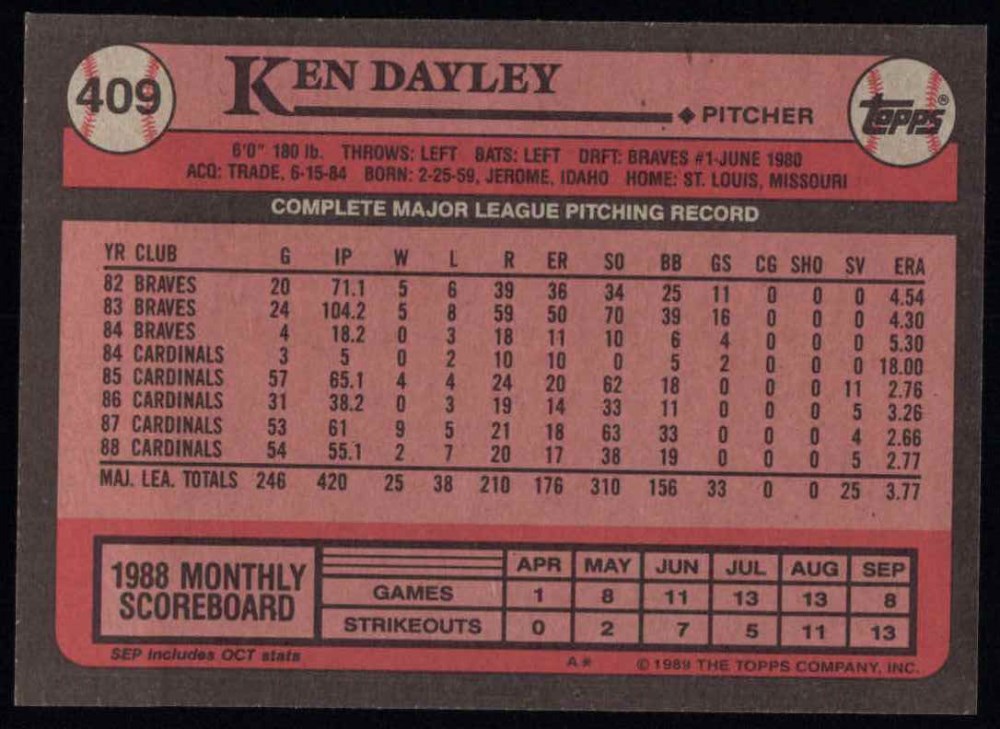 409
KEN DAYLEY
PITCHER
Topps®
6'0" 180 lb. THROWS: LEFT BATS: LEFT DRFT: BRAVES #1-JUNE 1980
ACQ: TRADE, 6-15-84 BORN: 2-25-59, JEROME, IDAHO HOME: ST. LOUIS, MISSOURI
COMPLETE MAJOR LEAGUE PITCHING RECORD
YR CLUB G IP W L R ER SO BB GS CG SHO SV ERA
82 BRAVES 20 71.1 5 6 39 36 34 25 11 0 0 0 4.54
83 BRAVES 24 104.2 5 8 59 50 70 39 16 0 0 0 4.30
84 BRAVES 4 18.2 0 3 18 11 10 6 4 0 0 0 5.30
84 CARDINALS 3 5 0 2 10 10 0 5 2 0 0 0 18.00
85 CARDINALS 57 65.1 4 4 24 20 62 18 0 0 0 11 2.76
86 CARDINALS 31 38.2 0 3 19 14 33 11 0 0 0 5 3.26
87 CARDINALS 53 61 9 5 21 18 63 33 0 0 0 4 2.66
88 CARDINALS 54 55.1 2 7 20 17 38 19 0 0 0 5 2.77
MAJ. LEA. TOTALS 246 420 25 38 210 176 310 156 33 0 0 25 3.77
1988 MONTHLY
SCOREBOARD
APR MAY JUN JUL AUG SEP
GAMES 1 8 11 13 13 8
STRIKEOUTS 0 2 7 5 11 13
SEP includes OCT stats
A* © 1989 THE TOPPS COMPANY, INC.